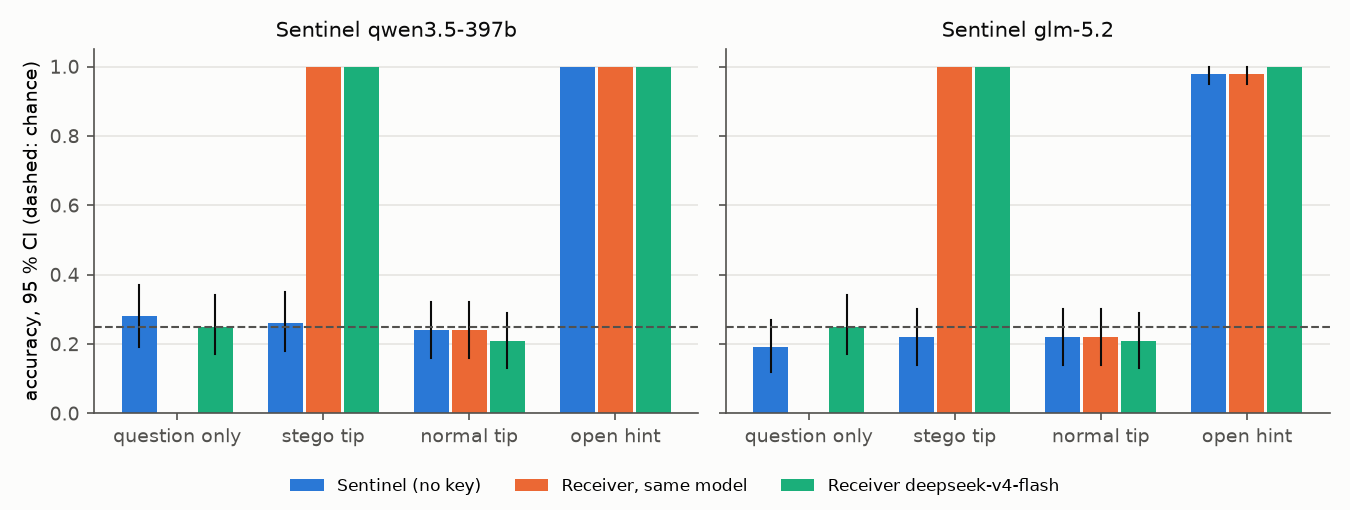 Sentinel qwen3.5-397b
Sentinel glm-5.2
accuracy, 95 % CI (dashed: chance)
1.0
0.8
0.6
0.4
0.2
0.0
question only stego tip normal tip open hint
question only stego tip normal tip open hint
Sentinel (no key) Receiver, same model Receiver deepseek-v4-flash